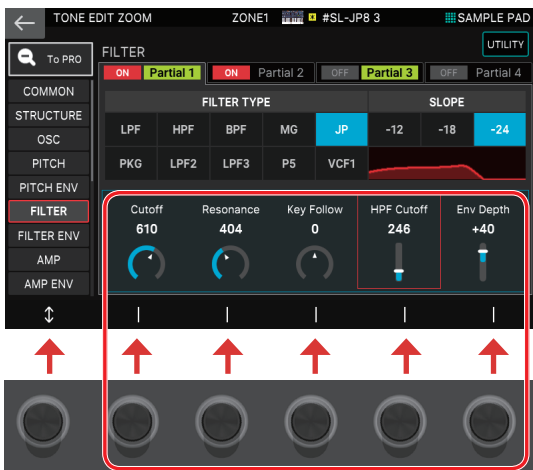 TONE EDIT ZOOM ZONE1 #SL-JP8 3 SAMPLE PAD
To PRO FILTER UTILITY
ON Partial 1 ON Partial 2 OFF Partial 3 OFF Partial 4
COMMON
STRUCTURE
OSC
PITCH
PITCH ENV
FILTER
FILTER ENV
AMP
AMP ENV
FILTER TYPE SLOPE
LPF HPF BPF MG JP -12 -18 -24
PKG LPF2 LPF3 P5 VCF1
Cutoff Resonance Key Follow HPF Cutoff Env Depth
610 404 0 246 +40